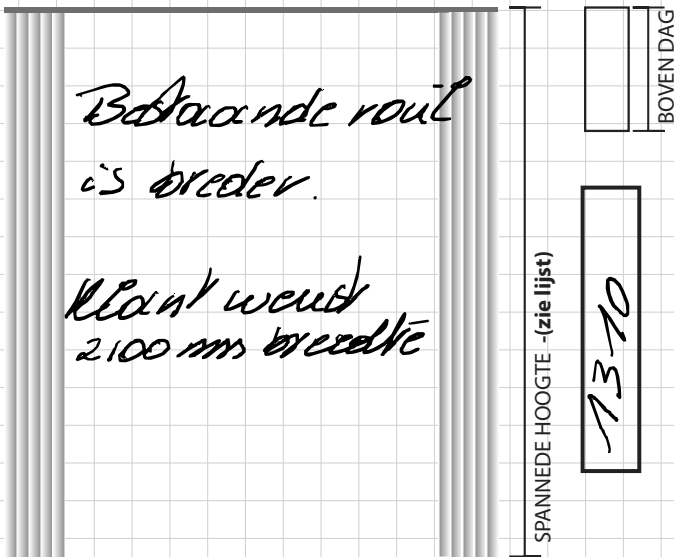 Bestaande rail
is breder.
Klant wenst
2100 mm breedte
BOVEN DAG
SPANNEDE HOOGTE -(zie lijst)
1310